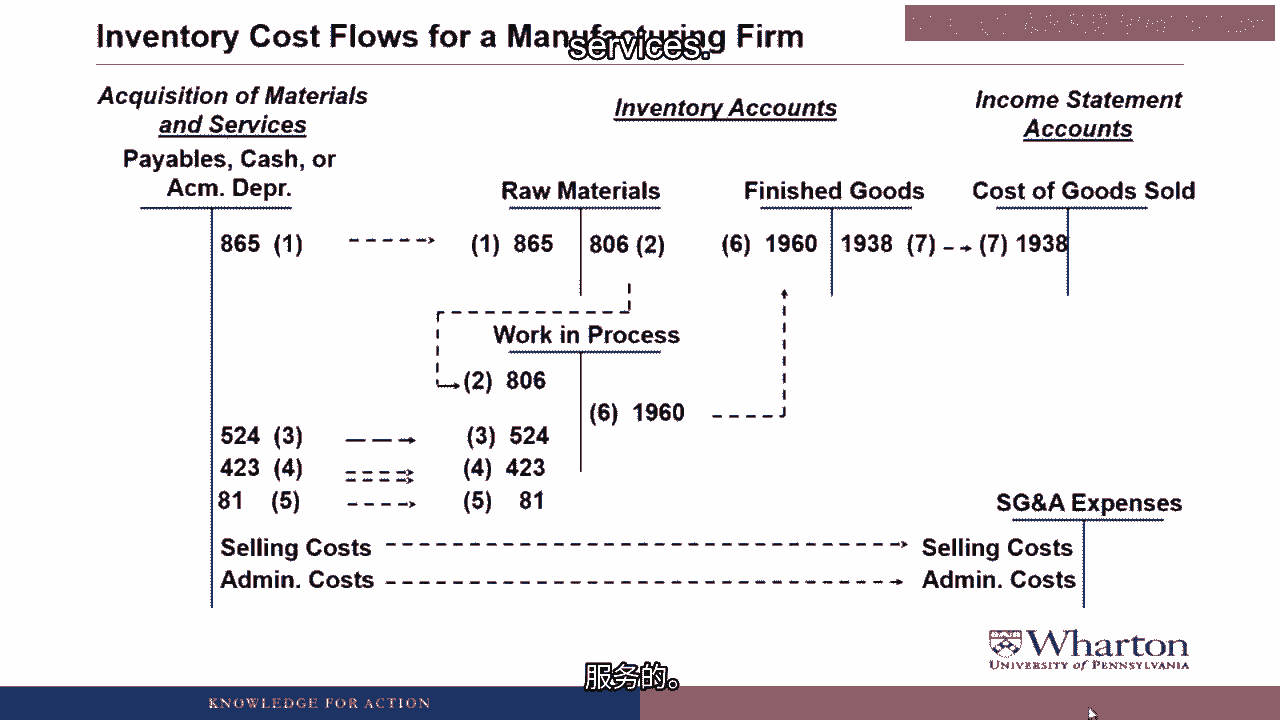 Inventory Cost Flows for a Manufacturing Firm
services.
Acquisition of Materials
and Services
Inventory Accounts
Income Statement
Accounts
Payables, Cash, or
Acm. Depr.
Raw Materials
Finished Goods
Cost of Goods Sold
865 (1)
(1) 865
806 (2)
(6) 1960
1938 (7)
(7) 1938
Work in Process
(2) 806
(6) 1960
524 (3)
(3) 524
423 (4)
(4) 423
81 (5)
(5) 81
SG&A Expenses
Selling Costs
Selling Costs
Admin. Costs
Admin. Costs
Wharton
UNIVERSITY of PENNSYLVANIA
服务的。
KNOWLEDGE FOR ACTION